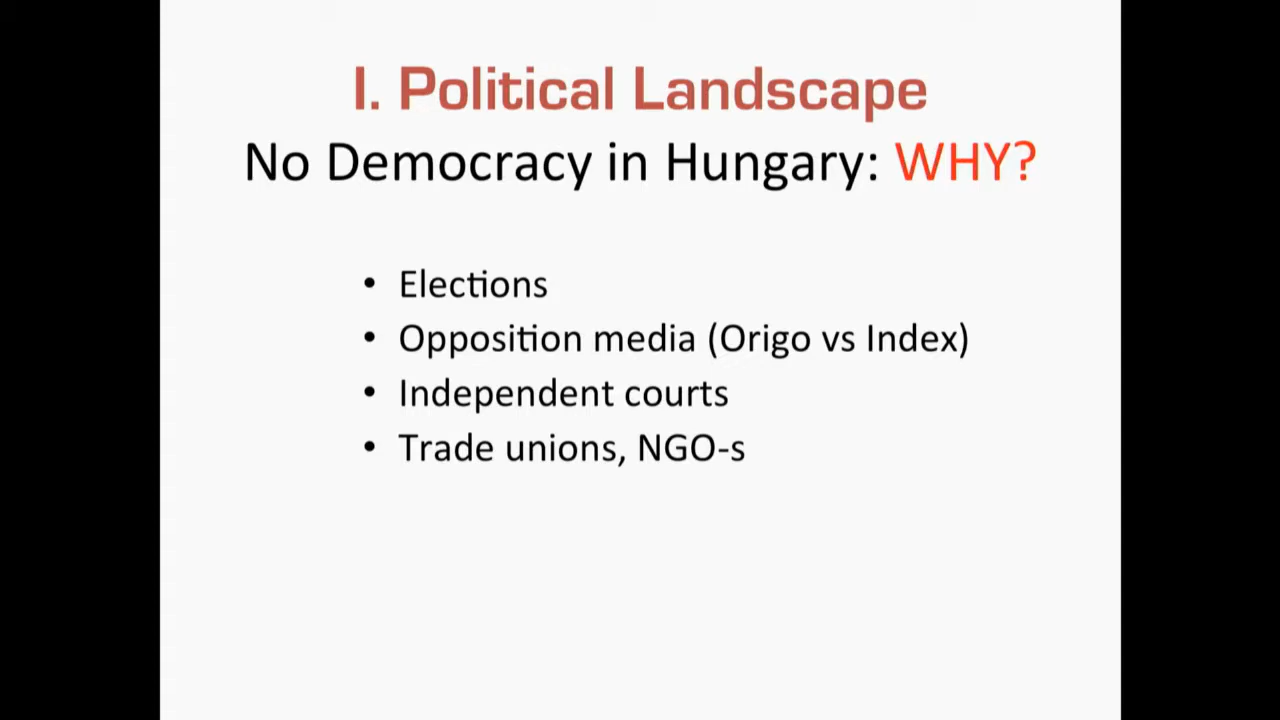 I. Political Landscape
No Democracy in Hungary: WHY?
• Elections
• Opposition media (Origo vs Index)
• Independent courts
• Trade unions, NGO-s